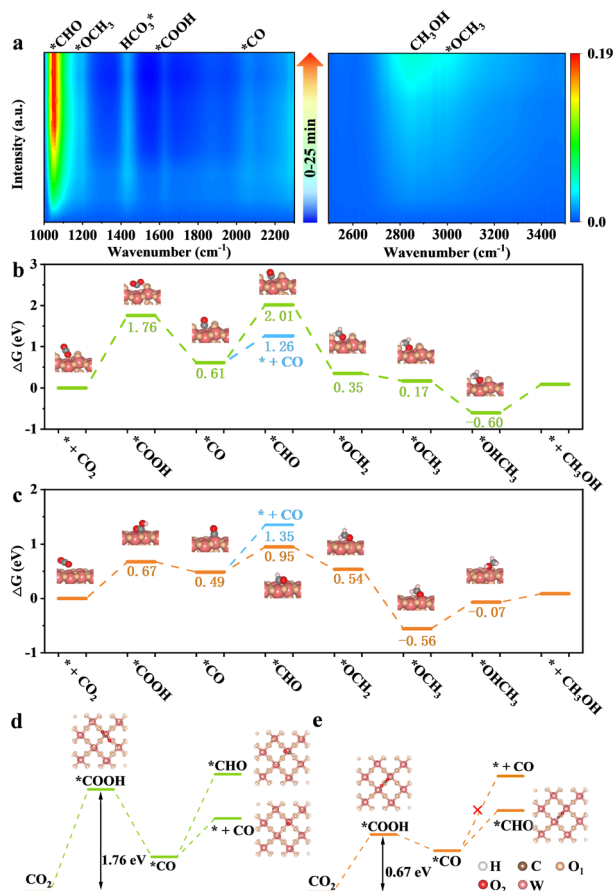 a
*CHO
*OCH₃
HCO₃*
*COOH
*CO
CH₃OH
*OCH₃
Intensity (a.u.)
0-25 min
0.19
0.0
1000 1200 1400 1600 1800 2000 2200
Wavenumber (cm⁻¹)
2500 2800 3100 3400
Wavenumber (cm⁻¹)
b
ΔG (eV)
3
2
1
0
-1
1.76
0.61
2.01
1.26
* + CO
0.35
0.17
−0.60
* + CO₂
*COOH
*CO
*CHO
*OCH₂
*OCH₃
*OHCH₃
* + CH₃OH
c
ΔG (eV)
2
1
0
-1
0.67
0.49
* + CO
1.35
0.95
0.54
−0.56
−0.07
* + CO₂
*COOH
*CO
*CHO
*OCH₂
*OCH₃
*OHCH₃
* + CH₃OH
d
*COOH
*CHO
* + CO
*CO
CO₂
1.76 eV
e
* + CO
*COOH
*CHO
*CO
CO₂
0.67 eV
H C O₁
O₂ W